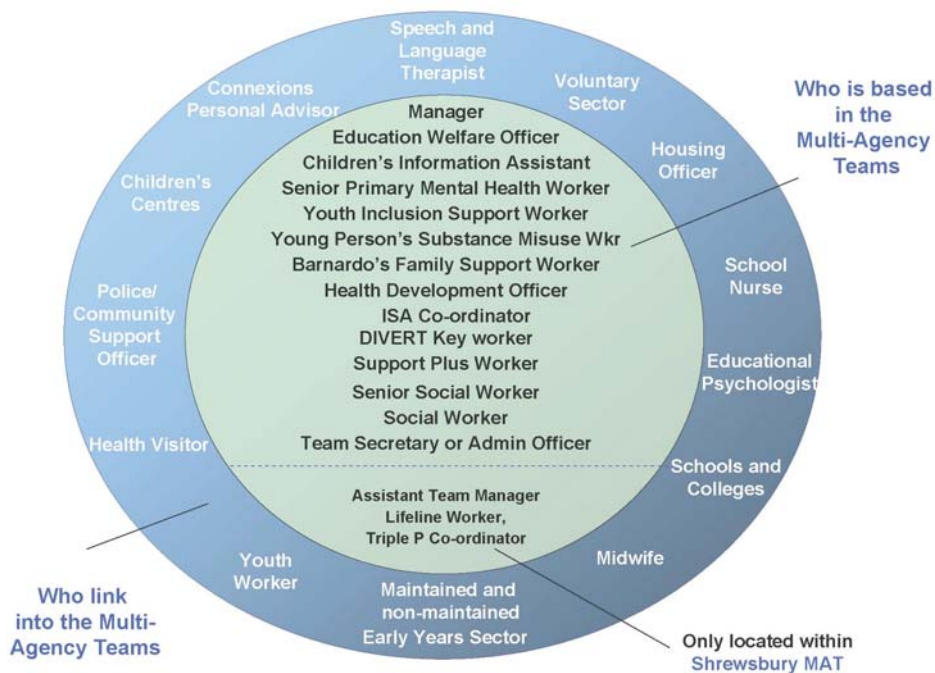 Speech and
Language
Therapist
Connexions
Personal Advisor
Voluntary
Sector
Who is based
in the
Multi-Agency
Teams
Housing
Officer
Children's
Centres
Manager
Education Welfare Officer
Children's Information Assistant
Senior Primary Mental Health Worker
Youth Inclusion Support Worker
Young Person's Substance Misuse Wkr
Barnardo's Family Support Worker
Health Development Officer
ISA Co-ordinator
DIVERT Key worker
Support Plus Worker
Senior Social Worker
Social Worker
Team Secretary or Admin Officer
School
Nurse
Police/
Community
Support
Officer
Educational
Psychologist
Health Visitor
Schools and
Colleges
Assistant Team Manager
Lifeline Worker,
Triple P Co-ordinator
Youth
Worker
Midwife
Maintained and
non-maintained
Early Years Sector
Who link
into the Multi-
Agency Teams
Only located within
Shrewsbury MAT